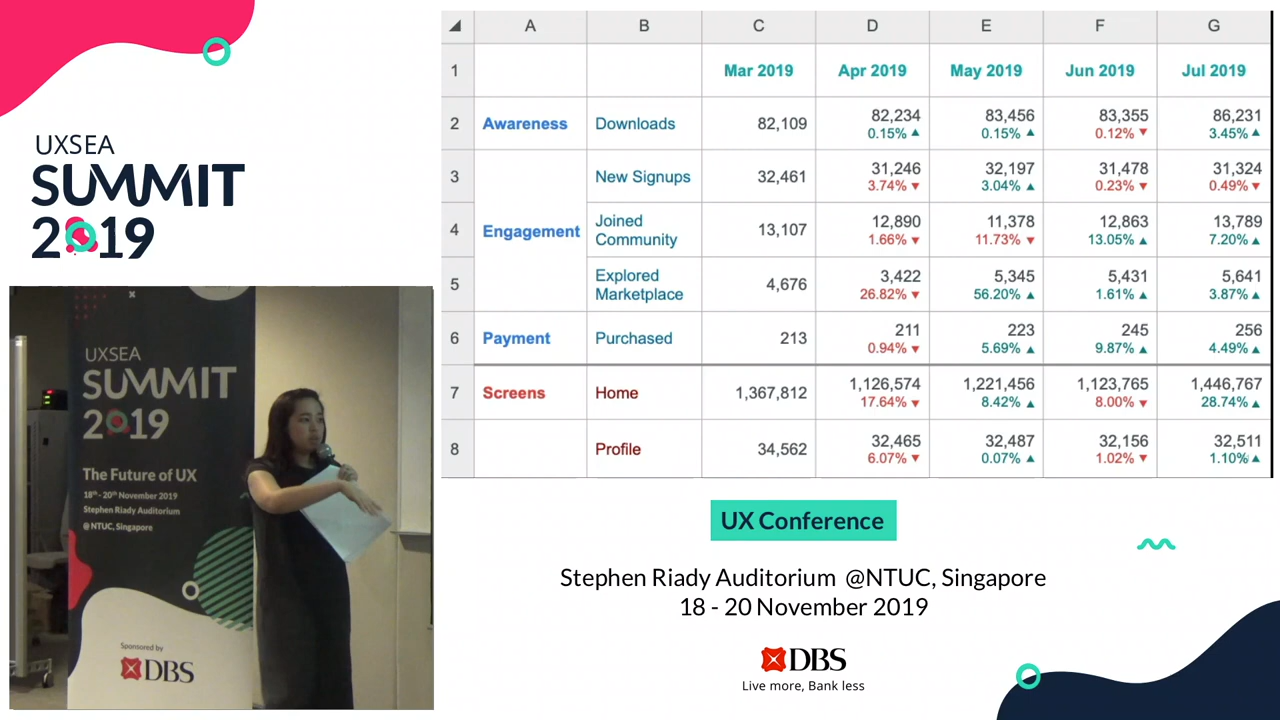 UXSEA
SUMMIT
2019
A B C D E F G
1 Mar 2019 Apr 2019 May 2019 Jun 2019 Jul 2019
2 Awareness Downloads 82,109 82,234 83,456 83,355 86,231
0.15% ▲ 0.15% ▲ 0.12% ▼ 3.45% ▲
3 New Signups 32,461 31,246 32,197 31,478 31,324
3.74% ▼ 3.04% ▲ 0.23% ▼ 0.49% ▼
4 Engagement Joined Community 13,107 12,890 11,378 12,863 13,789
1.66% ▼ 11.73% ▼ 13.05% ▲ 7.20% ▲
5 Explored Marketplace 4,676 3,422 5,345 5,431 5,641
26.82% ▼ 56.20% ▲ 1.61% ▲ 3.87% ▲
6 Payment Purchased 213 211 223 245 256
0.94% ▼ 5.69% ▲ 9.87% ▲ 4.49% ▲
7 Screens Home 1,367,812 1,126,574 1,221,456 1,123,765 1,446,767
17.64% ▼ 8.42% ▲ 8.00% ▼ 28.74% ▲
8 Profile 34,562 32,465 32,487 32,156 32,511
6.07% ▼ 0.07% ▲ 1.02% ▼ 1.10% ▲
UXSEA
SUMMIT
2019
The Future of UX
18th - 20th November 2019
Stephen Riady Auditorium
@ NTUC, Singapore
Sponsored by
DBS
UX Conference
Stephen Riady Auditorium @NTUC, Singapore
18 - 20 November 2019
DBS
Live more, Bank less